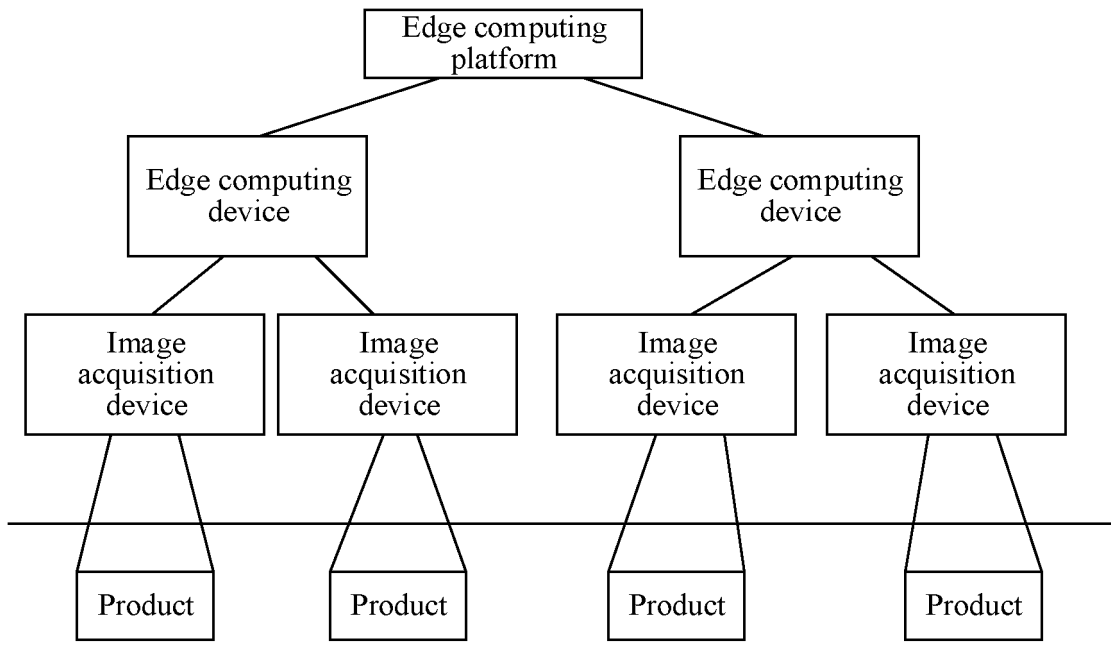 Edge computing
platform
Edge computing
device
Edge computing
device
Image
acquisition
device
Image
acquisition
device
Image
acquisition
device
Image
acquisition
device
Product
Product
Product
Product